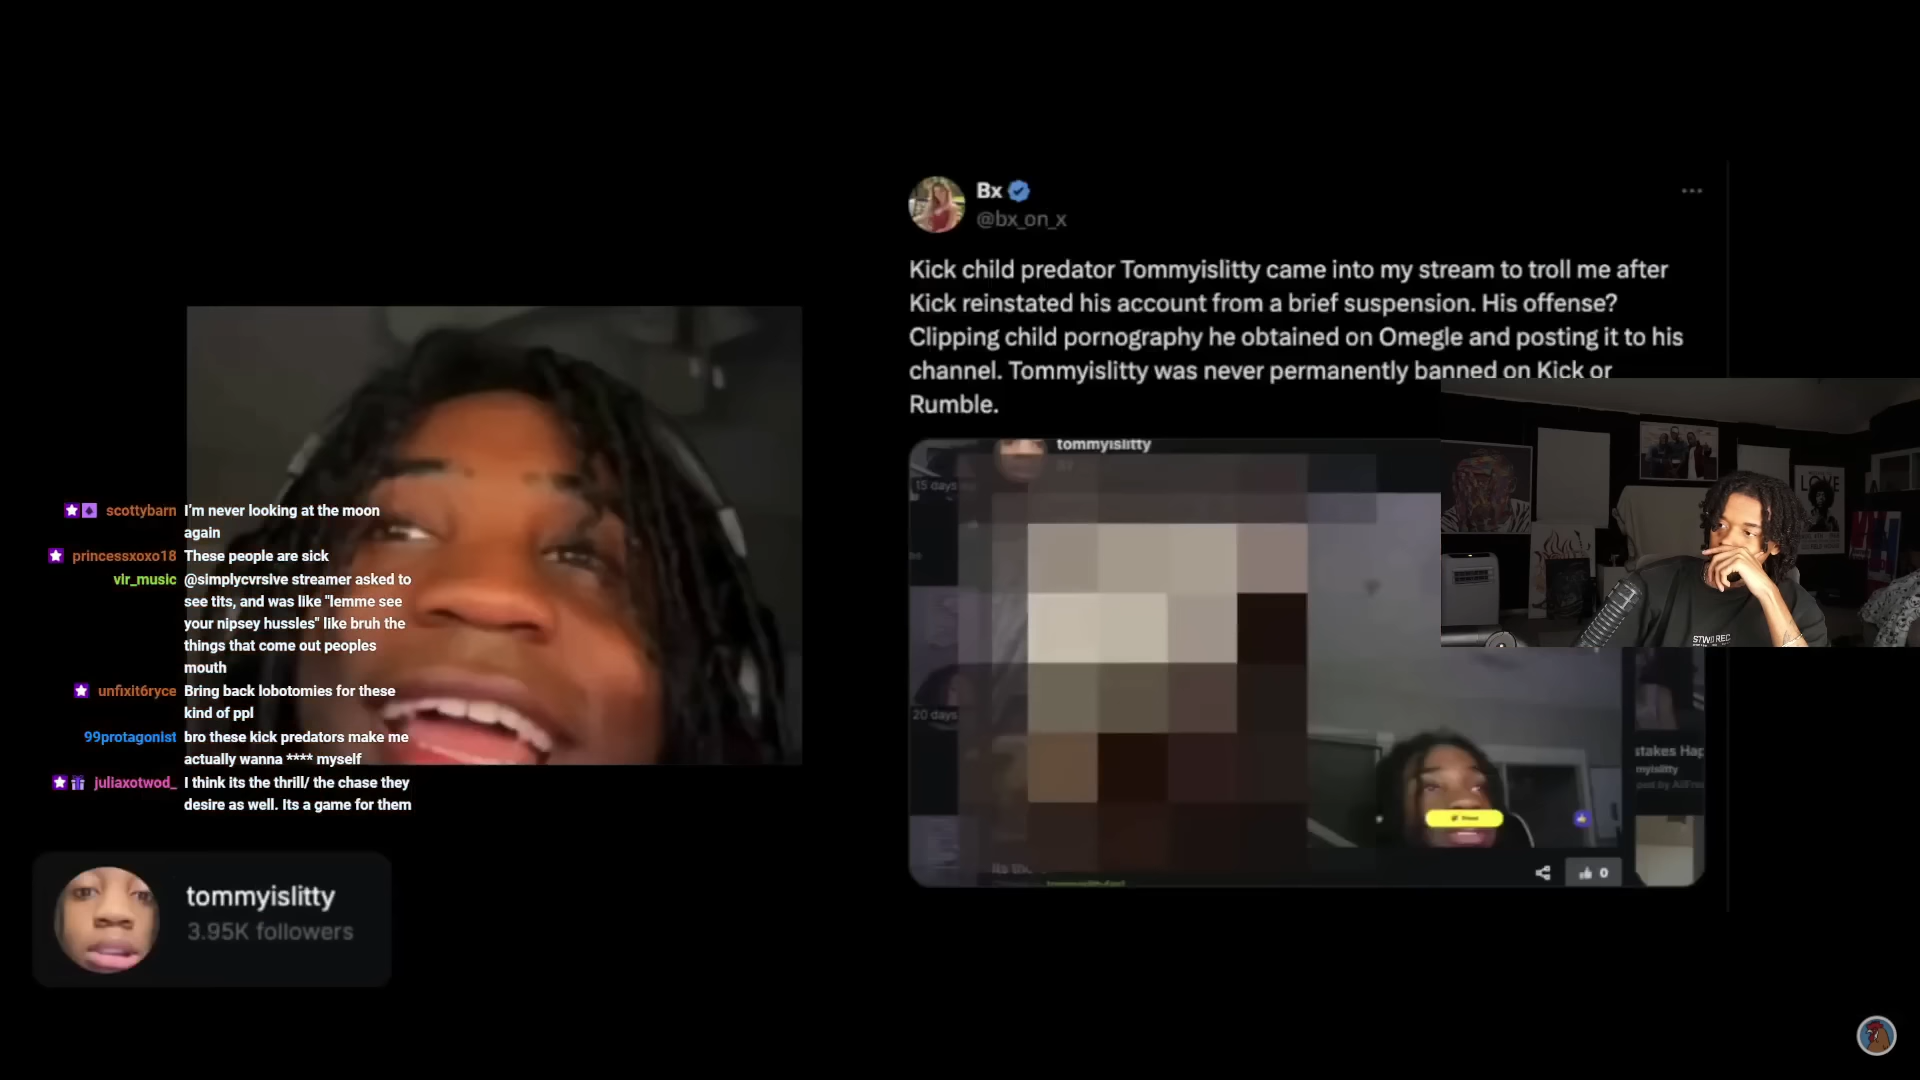 Bx
@bx_on_x
Kick child predator Tommyislitty came into my stream to troll me after
Kick reinstated his account from a brief suspension. His offense?
Clipping child pornography he obtained on Omegle and posting it to his
channel. Tommyislitty was never permanently banned on Kick or
Rumble.
tommyislitty
15 days
20 days
stakes Hap
myislitty
0
LOVE
STWO REC
scottybarn I'm never looking at the moon
again
princessxoxo18 These people are sick
vir_music @simplycvrsive streamer asked to
see tits, and was like "lemme see
your nipsey hussles" like bruh the
things that come out peoples
mouth
unfixit6ryce Bring back lobotomies for these
kind of ppl
99protagonist bro these kick predators make me
actually wanna **** myself
juliaxotwod_ I think its the thrill/ the chase they
desire as well. Its a game for them
tommyislitty
3.95K followers